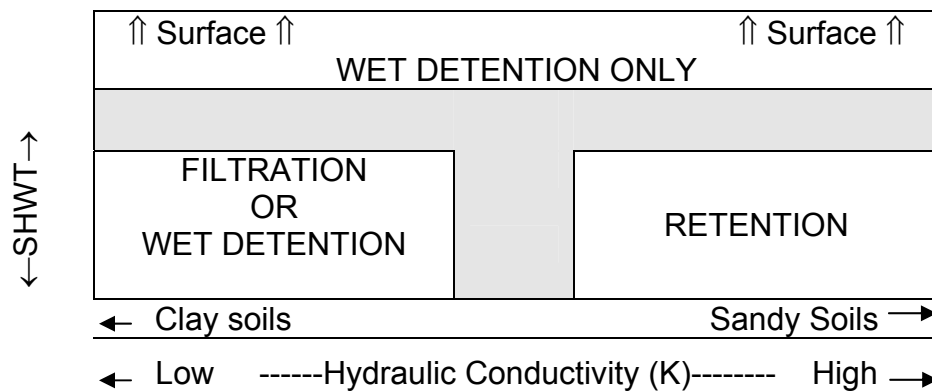 ⇑ Surface ⇑ ⇑ Surface ⇑
WET DETENTION ONLY
←SHWT→
FILTRATION
OR
WET DETENTION
RETENTION
← Clay soils Sandy Soils →
← Low ------Hydraulic Conductivity (K)-------- High →